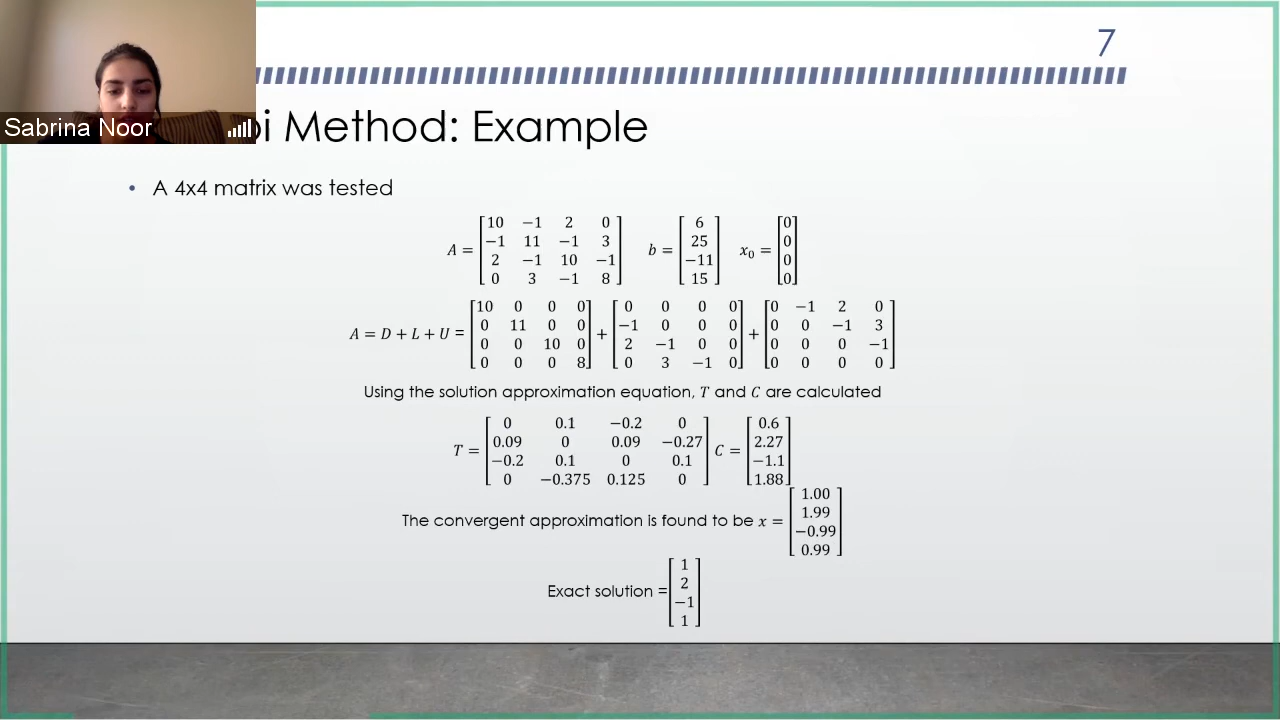 7
Sabrina Noor
i Method: Example
• A 4x4 matrix was tested
A = [10 −1 2 0; −1 11 −1 3; 2 −1 10 −1; 0 3 −1 8] b = [6; 25; −11; 15] x₀ = [0; 0; 0; 0]
A = D + L + U = [10 0 0 0; 0 11 0 0; 0 0 10 0; 0 0 0 8] + [0 0 0 0; −1 0 0 0; 2 −1 0 0; 0 3 −1 0] + [0 −1 2 0; 0 0 −1 3; 0 0 0 −1; 0 0 0 0]
Using the solution approximation equation, T and C are calculated
T = [0 0.1 −0.2 0; 0.09 0 0.09 −0.27; −0.2 0.1 0 0.1; 0 −0.375 0.125 0] C = [0.6; 2.27; −1.1; 1.88]
The convergent approximation is found to be x = [1.00; 1.99; −0.99; 0.99]
Exact solution = [1; 2; −1; 1]